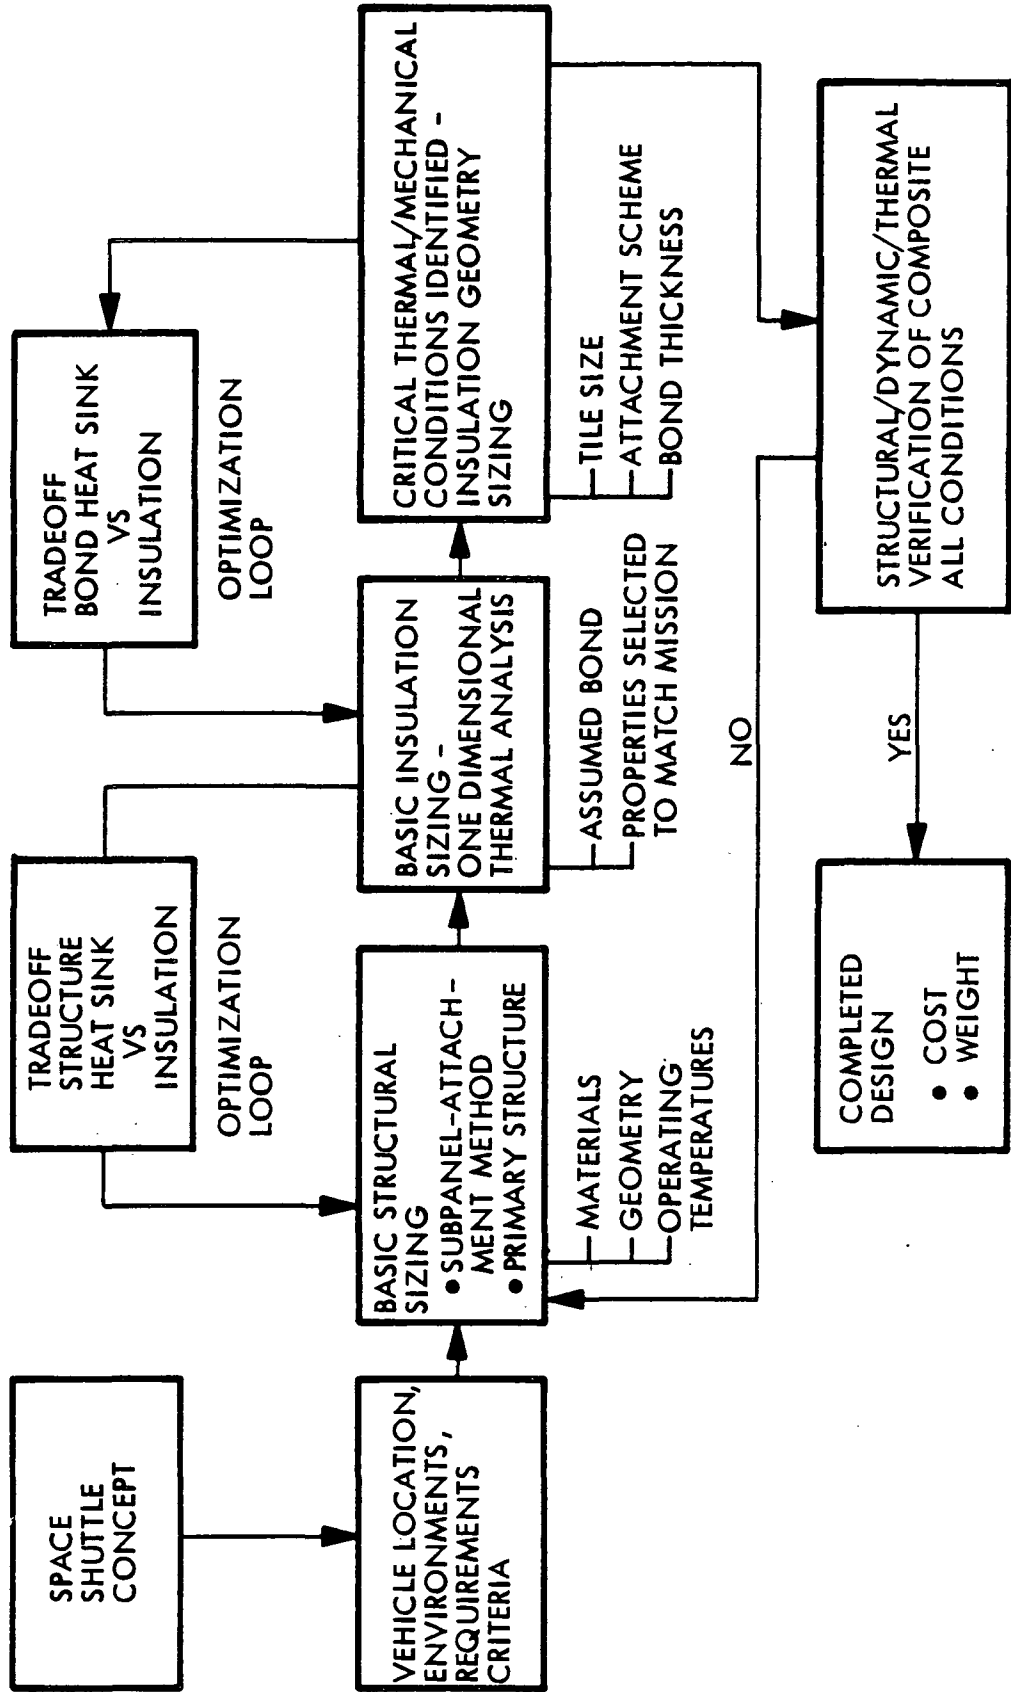 SPACE
SHUTTLE
CONCEPT
TRADEOFF
STRUCTURE
HEAT SINK
VS
INSULATION
OPTIMIZATION
LOOP
TRADEOFF
BOND HEAT SINK
VS
INSULATION
OPTIMIZATION
LOOP
VEHICLE LOCATION,
ENVIRONMENTS,
REQUIREMENTS
CRITERIA
BASIC STRUCTURAL
SIZING
● SUBPANEL-ATTACH-
MENT METHOD
● PRIMARY STRUCTURE
MATERIALS
GEOMETRY
OPERATING
TEMPERATURES
BASIC INSULATION
SIZING -
ONE DIMENSIONAL
THERMAL ANALYSIS
ASSUMED BOND
PROPERTIES SELECTED
TO MATCH MISSION
CRITICAL THERMAL/MECHANICAL
CONDITIONS IDENTIFIED -
INSULATION GEOMETRY
SIZING
TILE SIZE
ATTACHMENT SCHEME
BOND THICKNESS
NO
COMPLETED
DESIGN
● COST
● WEIGHT
YES
STRUCTURAL/DYNAMIC/THERMAL
VERIFICATION OF COMPOSITE
ALL CONDITIONS